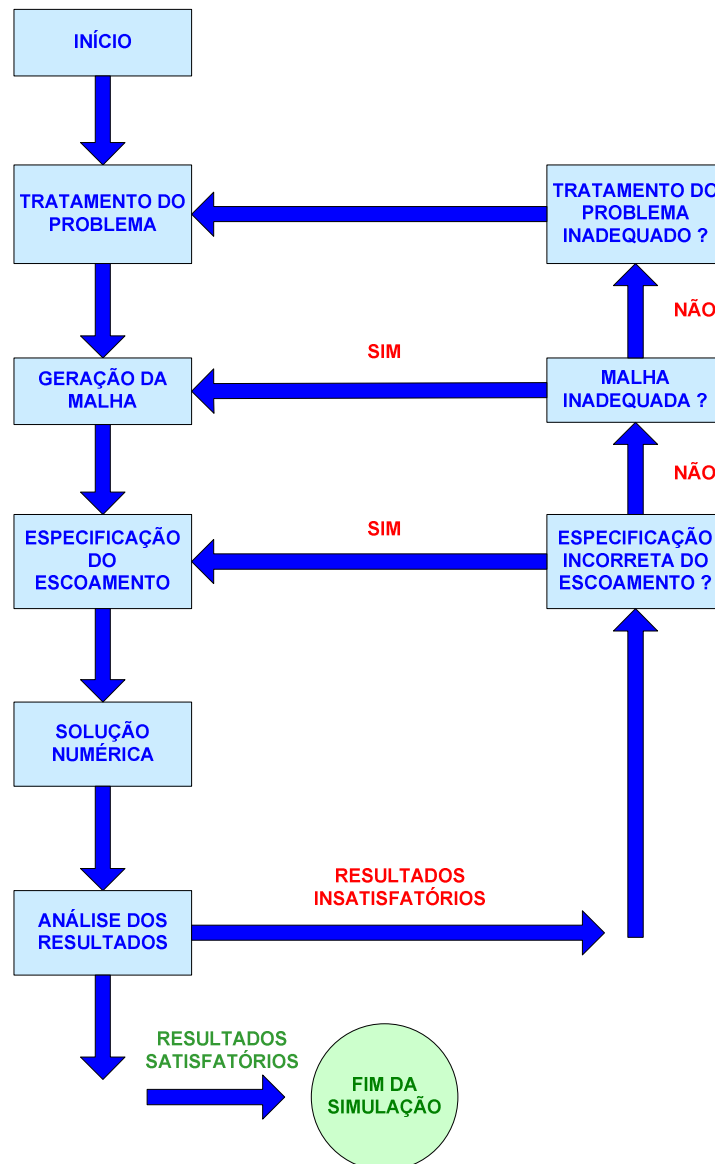 INÍCIO
TRATAMENTO DO
PROBLEMA
TRATAMENTO DO
PROBLEMA
INADEQUADO ?
NÃO
GERAÇÃO DA
MALHA
SIM
MALHA
INADEQUADA ?
NÃO
ESPECIFICAÇÃO
DO
ESCOAMENTO
SIM
ESPECIFICAÇÃO
INCORRETA DO
ESCOAMENTO ?
SOLUÇÃO
NUMÉRICA
ANÁLISE DOS
RESULTADOS
RESULTADOS
INSATISFATÓRIOS
RESULTADOS
SATISFATÓRIOS
FIM DA
SIMULAÇÃO